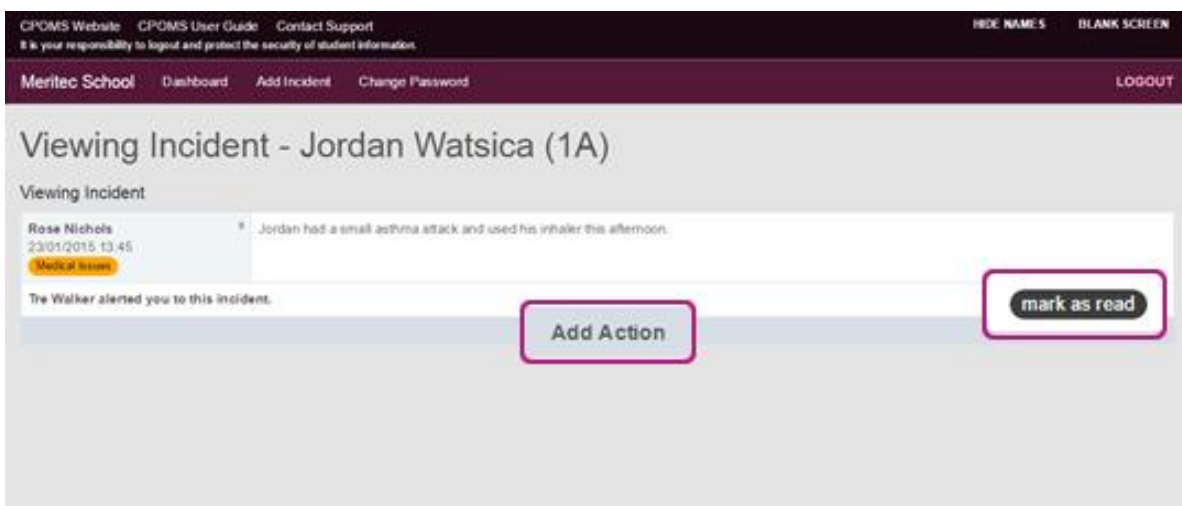 CPOMS Website CPOMS User Guide Contact Support HIDE NAMES BLANK SCREEN
It is your responsibility to logout and protect the security of student information.
Meritec School Dashboard Add Incident Change Password LOGOUT
Viewing Incident - Jordan Watsica (1A)
Viewing Incident
Rose Nichols Jordan had a small asthma attack and used his inhaler this afternoon.
23/01/2015 13:45
Medical Issues
Tre Walker alerted you to this incident. mark as read
Add Action